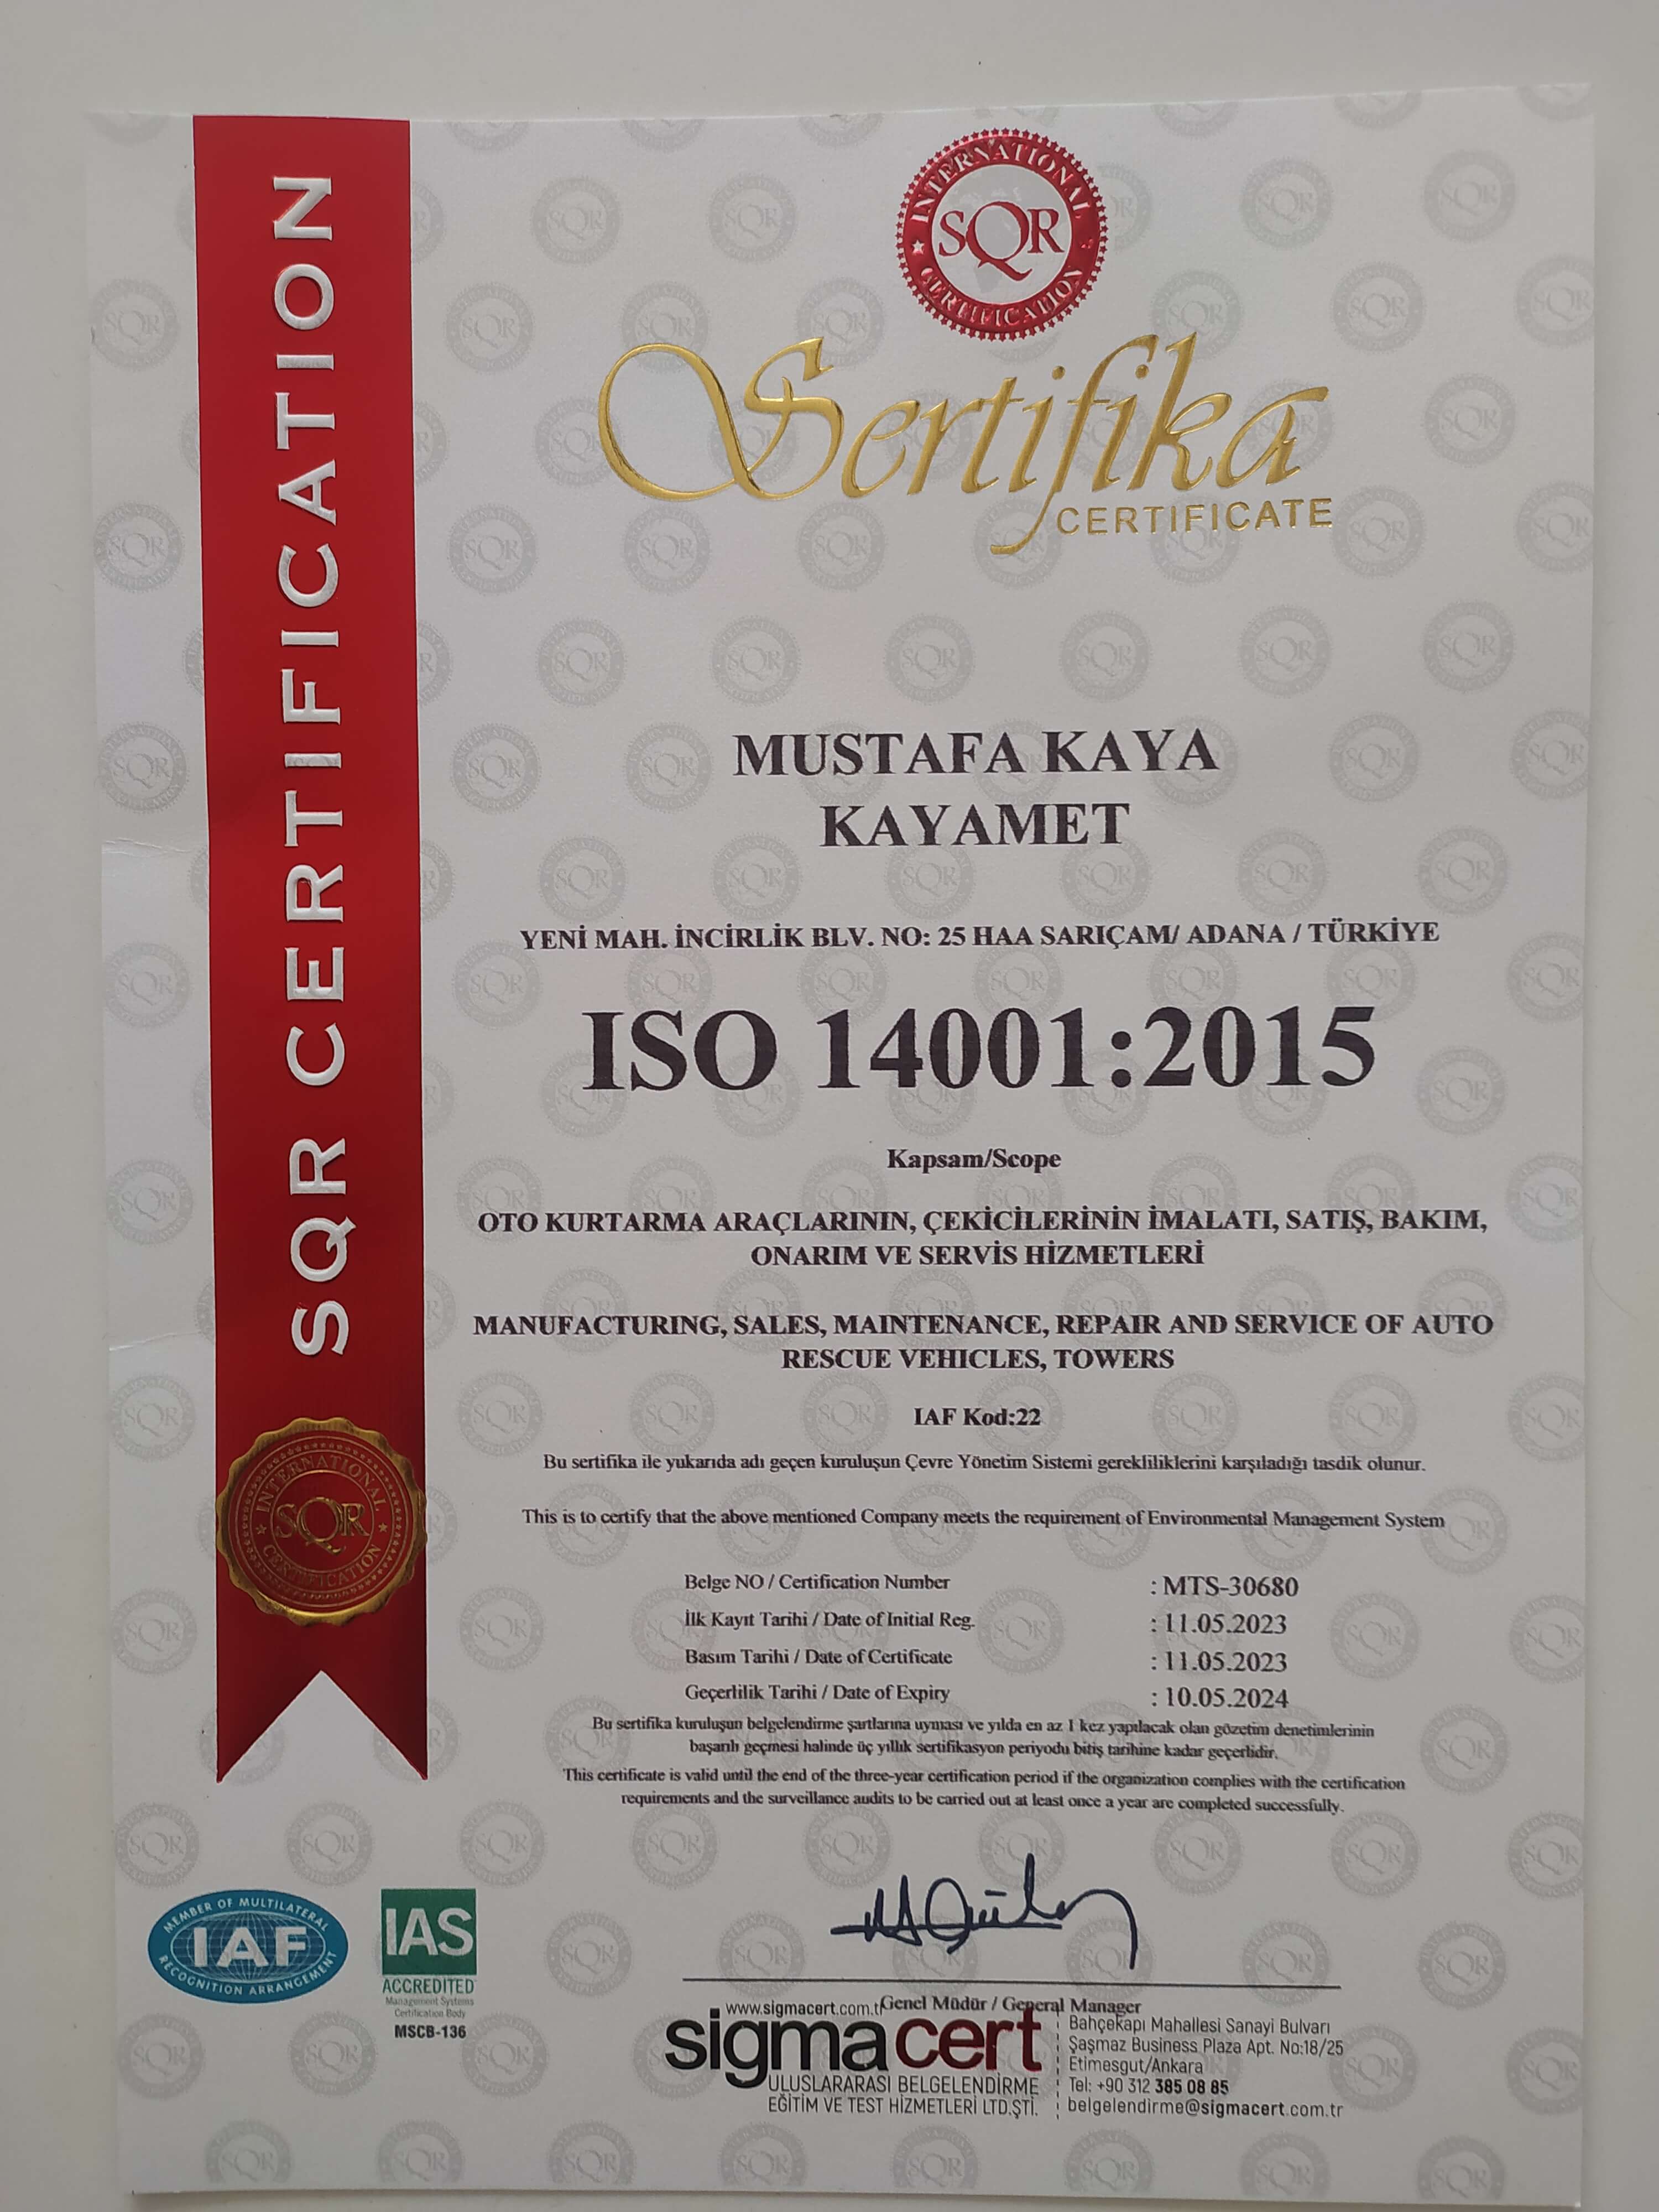 SQR CERTIFICATION
INTERNATIONAL
SQR
CERTIFICATION
Sertifika
CERTIFICATE
MUSTAFA KAYA
KAYAMET
YENİ MAH. İNCİRLİK BLV. NO: 25 HAA SARIÇAM/ ADANA / TÜRKİYE
ISO 14001:2015
Kapsam/Scope
OTO KURTARMA ARAÇLARININ, ÇEKİCİLERİNİN İMALATI, SATIŞ, BAKIM,
ONARIM VE SERVİS HİZMETLERİ
MANUFACTURING, SALES, MAINTENANCE, REPAIR AND SERVICE OF AUTO
RESCUE VEHICLES, TOWERS
IAF Kod:22
Bu sertifika ile yukarıda adı geçen kuruluşun Çevre Yönetim Sistemi gerekliliklerini karşıladığı tasdik olunur.
This is to certify that the above mentioned Company meets the requirement of Environmental Management System
Belge NO / Certification Number : MTS-30680
İlk Kayıt Tarihi / Date of Initial Reg. : 11.05.2023
Basım Tarihi / Date of Certificate : 11.05.2023
Geçerlilik Tarihi / Date of Expiry : 10.05.2024
Bu sertifika kuruluşun belgelendirme şartlarına uyması ve yılda en az 1 kez yapılacak olan gözetim denetimlerinin
başarılı geçmesi halinde üç yıllık sertifikasyon periyodu bitiş tarihine kadar geçerlidir.
This certificate is valid until the end of the three-year certification period if the organization complies with the certification
requirements and the surveillance audits to be carried out at least once a year are completed successfully.
INTERNATIONAL
SQR
CERTIFICATION
MEMBER OF MULTILATERAL
IAF
RECOGNITION ARRANGEMENT
IAS
ACCREDITED
Management Systems
Certification Body
MSCB-136
Genel Müdür / General Manager
www.sigmacert.com.t
sigmacert
ULUSLARARASI BELGELENDİRME
EĞİTİM VE TEST HİZMETLERİ LTD.ŞTİ.
Bahçekapı Mahallesi Sanayi Bulvarı
Şaşmaz Business Plaza Apt. No:18/25
Etimesgut/Ankara
Tel: +90 312 385 08 85
belgelendirme@sigmacert.com.tr